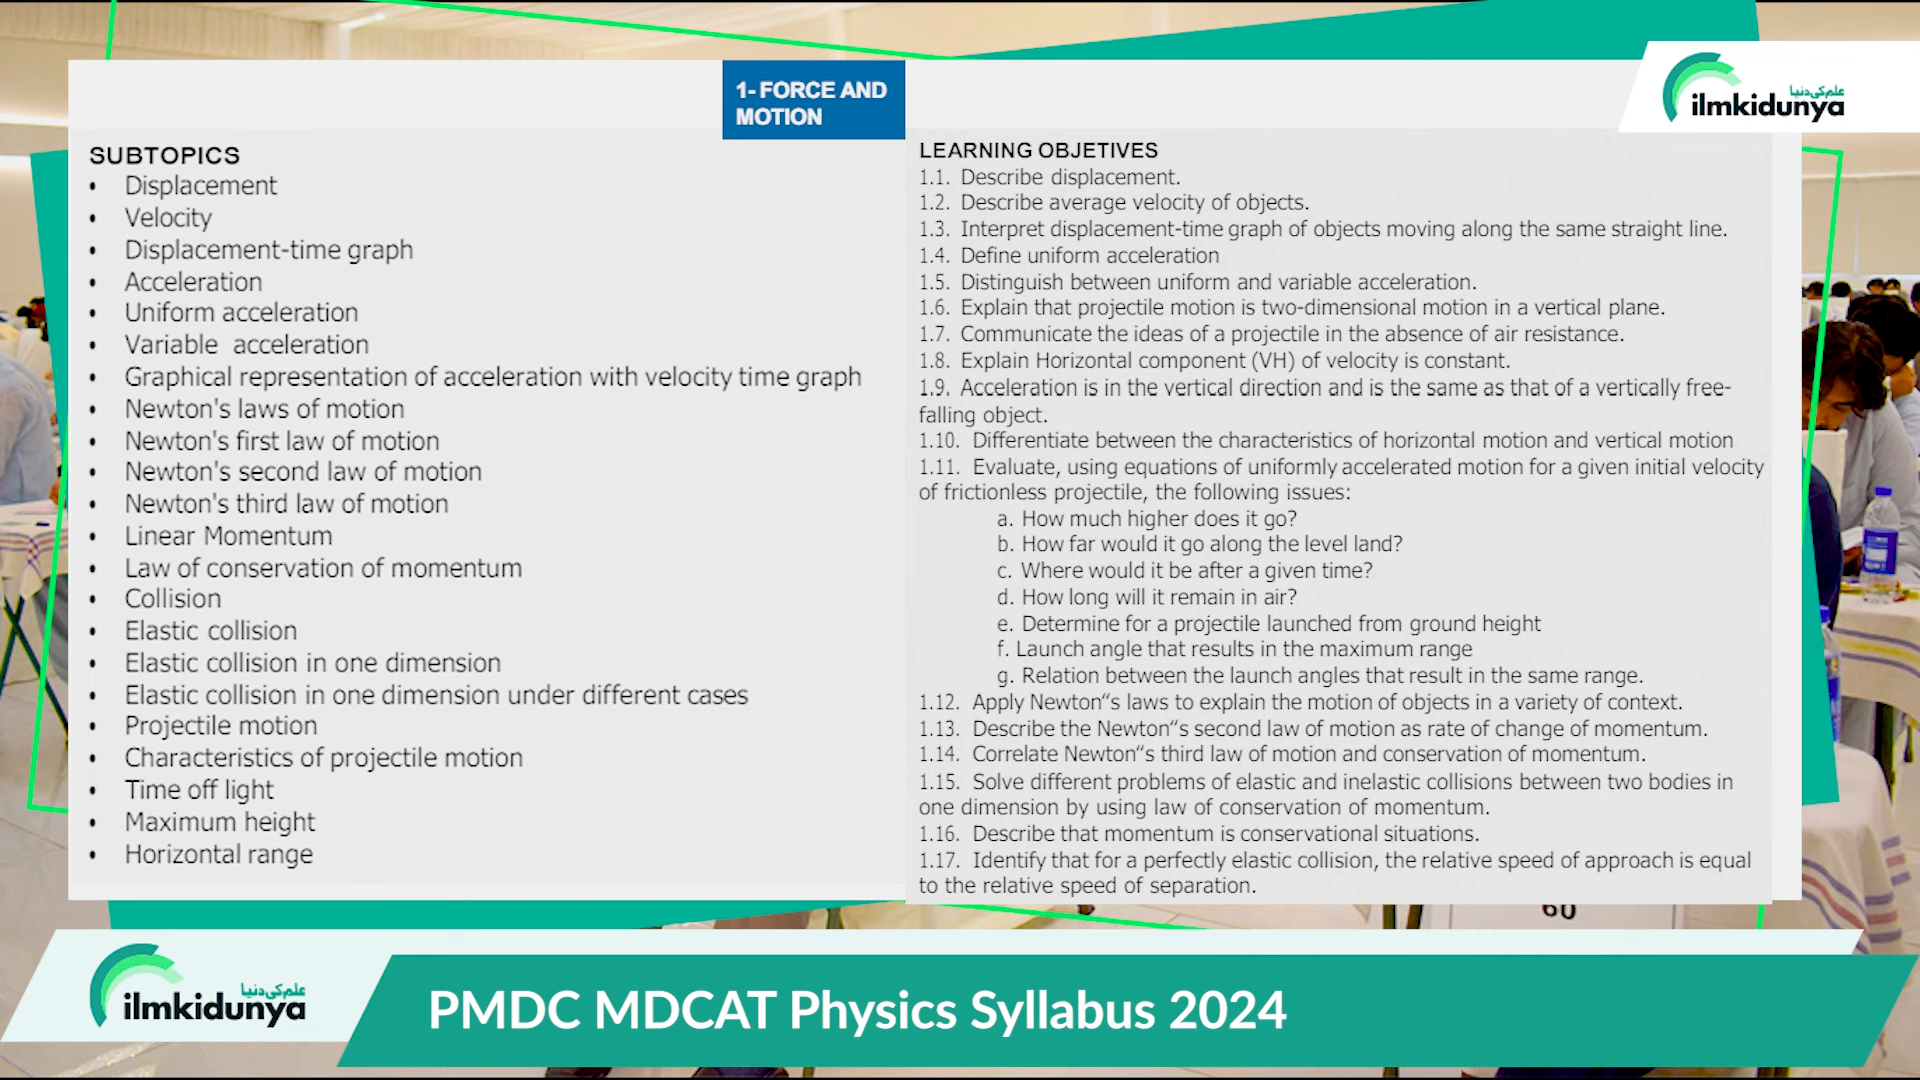 1- FORCE AND
MOTION
علم کی دنیا
ilmkidunya
SUBTOPICS
• Displacement
• Velocity
• Displacement-time graph
• Acceleration
• Uniform acceleration
• Variable acceleration
• Graphical representation of acceleration with velocity time graph
• Newton's laws of motion
• Newton's first law of motion
• Newton's second law of motion
• Newton's third law of motion
• Linear Momentum
• Law of conservation of momentum
• Collision
• Elastic collision
• Elastic collision in one dimension
• Elastic collision in one dimension under different cases
• Projectile motion
• Characteristics of projectile motion
• Time off light
• Maximum height
• Horizontal range
LEARNING OBJETIVES
1.1. Describe displacement.
1.2. Describe average velocity of objects.
1.3. Interpret displacement-time graph of objects moving along the same straight line.
1.4. Define uniform acceleration
1.5. Distinguish between uniform and variable acceleration.
1.6. Explain that projectile motion is two-dimensional motion in a vertical plane.
1.7. Communicate the ideas of a projectile in the absence of air resistance.
1.8. Explain Horizontal component (VH) of velocity is constant.
1.9. Acceleration is in the vertical direction and is the same as that of a vertically free-
falling object.
1.10. Differentiate between the characteristics of horizontal motion and vertical motion
1.11. Evaluate, using equations of uniformly accelerated motion for a given initial velocity
of frictionless projectile, the following issues:
a. How much higher does it go?
b. How far would it go along the level land?
c. Where would it be after a given time?
d. How long will it remain in air?
e. Determine for a projectile launched from ground height
f. Launch angle that results in the maximum range
g. Relation between the launch angles that result in the same range.
1.12. Apply Newton“s laws to explain the motion of objects in a variety of context.
1.13. Describe the Newton“s second law of motion as rate of change of momentum.
1.14. Correlate Newton“s third law of motion and conservation of momentum.
1.15. Solve different problems of elastic and inelastic collisions between two bodies in
one dimension by using law of conservation of momentum.
1.16. Describe that momentum is conservational situations.
1.17. Identify that for a perfectly elastic collision, the relative speed of approach is equal
to the relative speed of separation.
60
علم کی دنیا
ilmkidunya
PMDC MDCAT Physics Syllabus 2024